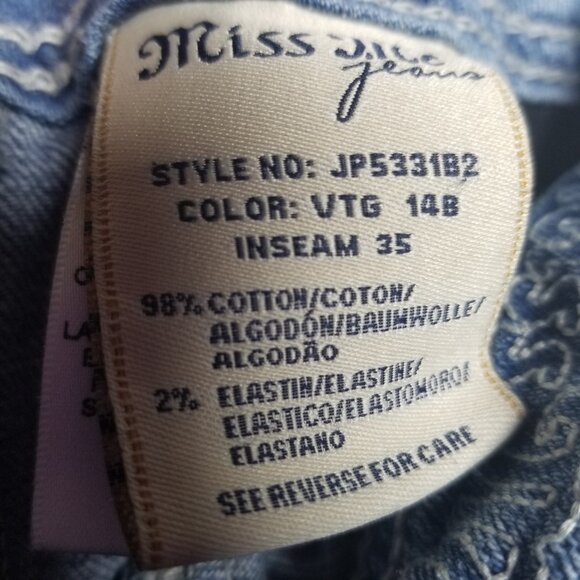 Miss Me
jeans
STYLE NO: JP5331B2
COLOR: VTG 14B
INSEAM 35
98% COTTON/COTON/
ALGODÓN/BAUMWOLLE/
ALGODÃO
2% ELASTIN/ELASTINE/
ELASTICO/ELASTOMOROI
ELASTANO
SEE REVERSE FOR CARE